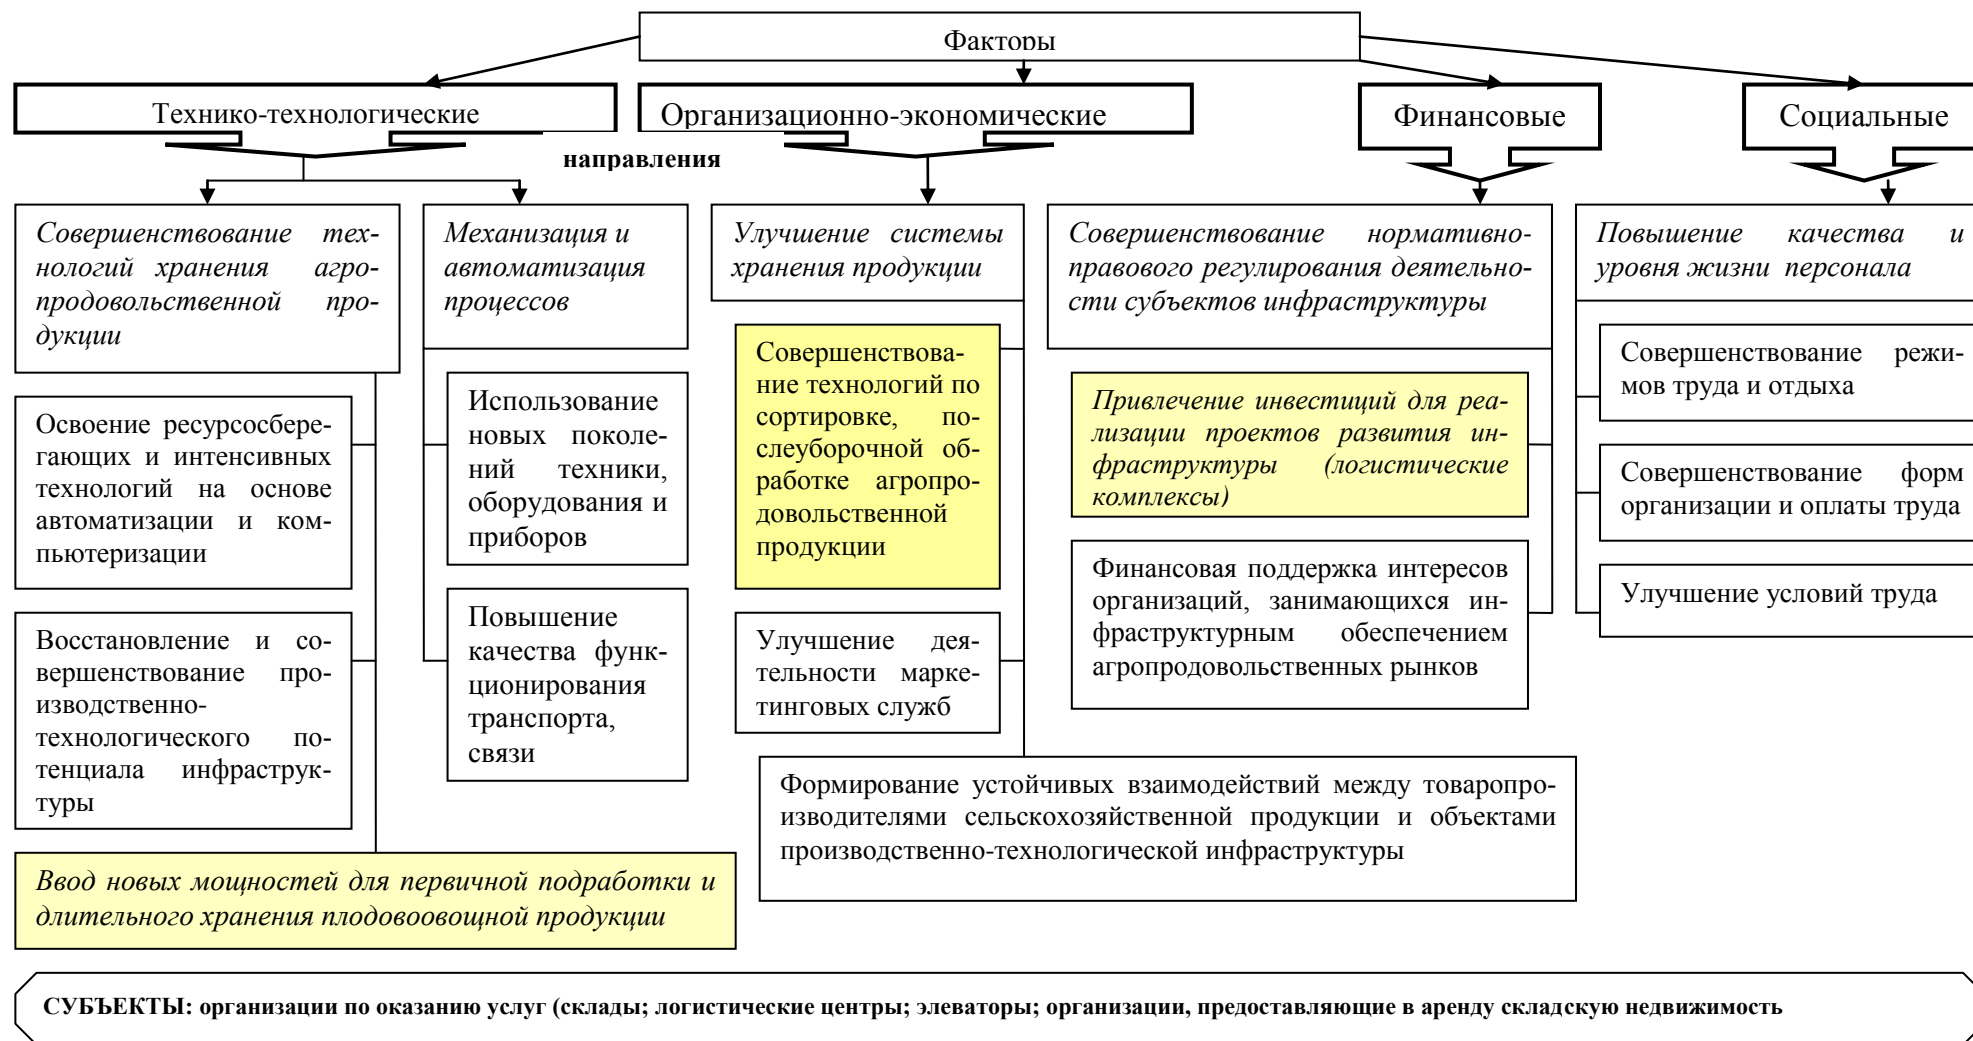 Факторы
Технико-технологические
Организационно-экономические
Финансовые
Социальные
направления
Совершенствование тех-
нологий хранения агро-
продовольственной про-
дукции
Механизация и
автоматизация
процессов
Улучшение системы
хранения продукции
Совершенствование нормативно-
правового регулирования деятельно-
сти субъектов инфраструктуры
Повышение качества и
уровня жизни персонала
Освоение ресурсосбере-
гающих и интенсивных
технологий на основе
автоматизации и ком-
пьютеризации
Восстановление и со-
вершенствование про-
изводственно-
технологического по-
тенциала инфраструк-
туры
Ввод новых мощностей для первичной подработки и
длительного хранения плодовоовощной продукции
Использование
новых поколе-
ний техники,
оборудования и
приборов
Повышение
качества функ-
ционирования
транспорта,
связи
Совершенствова-
ние технологий по
сортировке, по-
слеуборочной об-
работке агропро-
довольственной
продукции
Улучшение дея-
тельности марке-
тинговых служб
Формирование устойчивых взаимодействий между товаропро-
изводителями сельскохозяйственной продукции и объектами
производственно-технологической инфраструктуры
Привлечение инвестиций для реа-
лизации проектов развития ин-
фраструктуры (логистические
комплексы)
Финансовая поддержка интересов
организаций, занимающихся ин-
фраструктурным обеспечением
агропродовольственных рынков
Совершенствование режи-
мов труда и отдыха
Совершенствование форм
организации и оплаты труда
Улучшение условий труда
СУБЪЕКТЫ: организации по оказанию услуг (склады; логистические центры; элеваторы; организации, предоставляющие в аренду складскую недвижимость